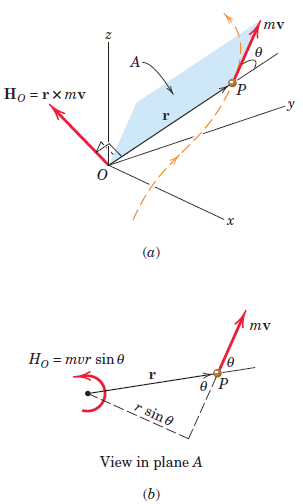 z
mv
A
θ
H_O = r × mv
P
y
r
O
x
(a)
mv
H_O = mvr sin θ
r
θ
θ
P
r sin θ
View in plane A
(b)